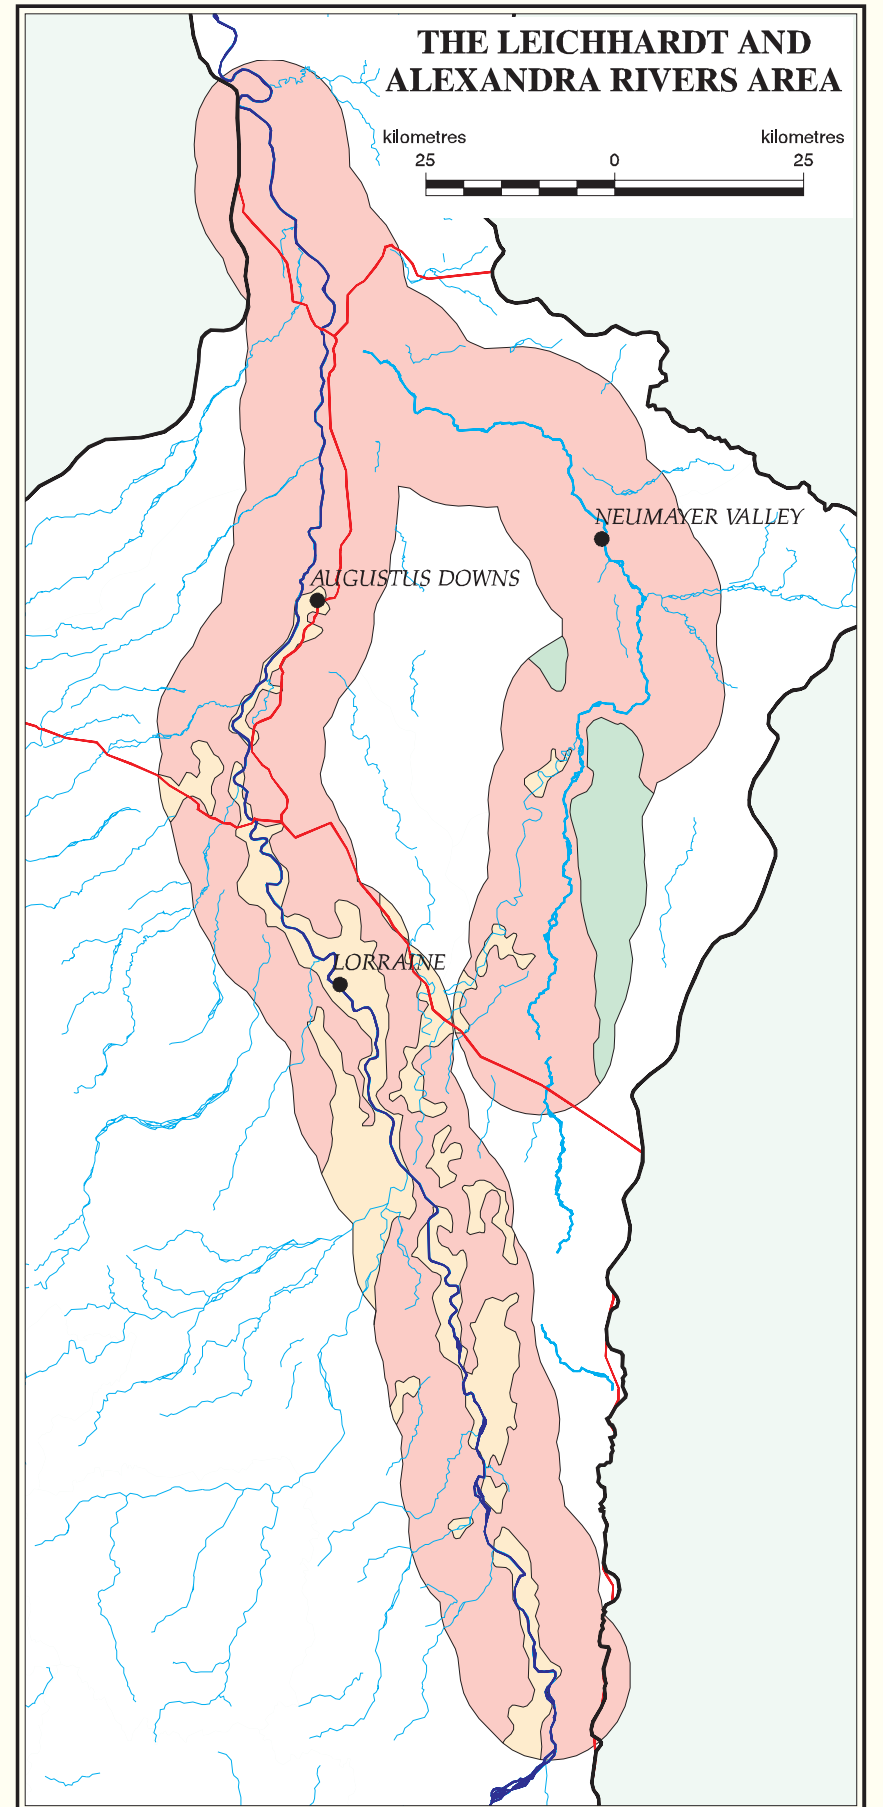 THE LEICHHARDT AND
ALEXANDRA RIVERS AREA
kilometres kilometres
25 0 25
NEUMAYER VALLEY
AUGUSTUS DOWNS
LORRAINE